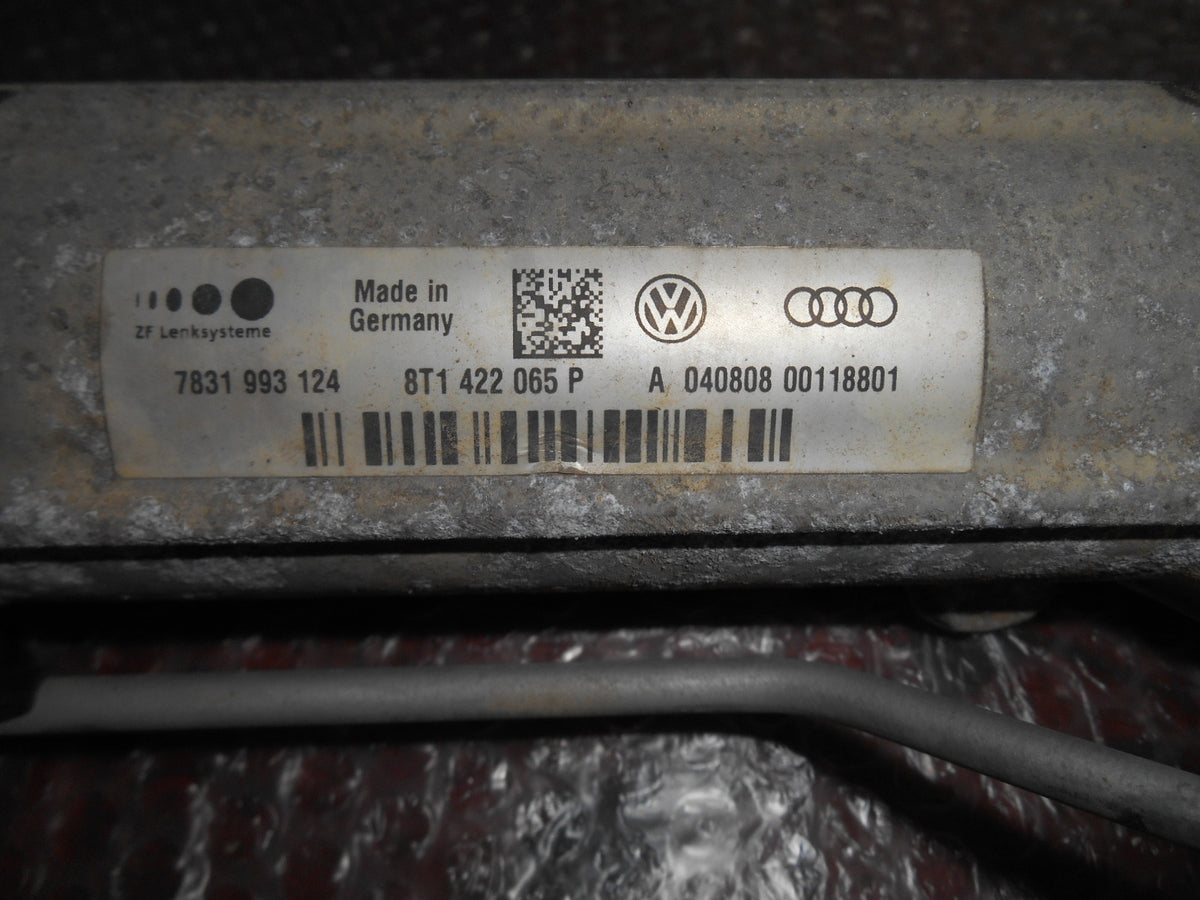 ZF Lenksysteme
Made in
Germany
7831 993 124 8T1 422 065 P A 040808 00118801